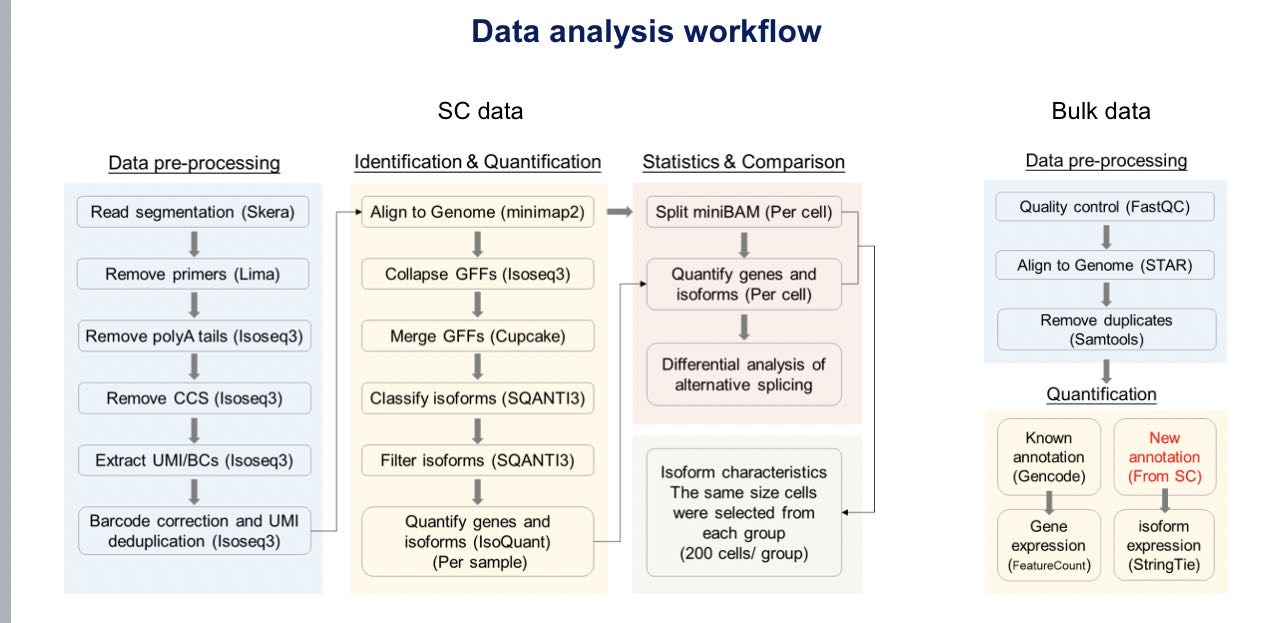 Data analysis workflow
SC data
Data pre-processing
Read segmentation (Skera)
Remove primers (Lima)
Remove polyA tails (Isoseq3)
Remove CCS (Isoseq3)
Extract UMI/BCs (Isoseq3)
Barcode correction and UMI
deduplication (Isoseq3)
Identification & Quantification
Align to Genome (minimap2)
Collapse GFFs (Isoseq3)
Merge GFFs (Cupcake)
Classify isoforms (SQANTI3)
Filter isoforms (SQANTI3)
Quantify genes and
isoforms (IsoQuant)
(Per sample)
Statistics & Comparison
Split miniBAM (Per cell)
Quantify genes and
isoforms (Per cell)
Differential analysis of
alternative splicing
Isoform characteristics
The same size cells
were selected from
each group
(200 cells/ group)
Bulk data
Data pre-processing
Quality control (FastQC)
Align to Genome (STAR)
Remove duplicates
(Samtools)
Quantification
Known
annotation
(Gencode)
Gene
expression
(FeatureCount)
New
annotation
(From SC)
isoform
expression
(StringTie)